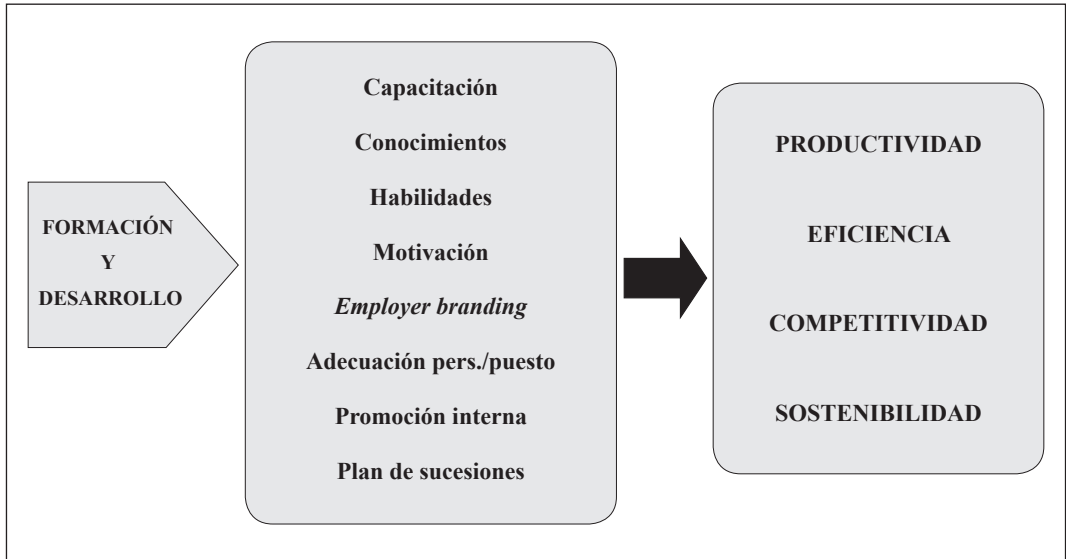 FORMACIÓN
Y
DESARROLLO
Capacitación
Conocimientos
Habilidades
Motivación
Employer branding
Adecuación pers./puesto
Promoción interna
Plan de sucesiones
PRODUCTIVIDAD
EFICIENCIA
COMPETITIVIDAD
SOSTENIBILIDAD